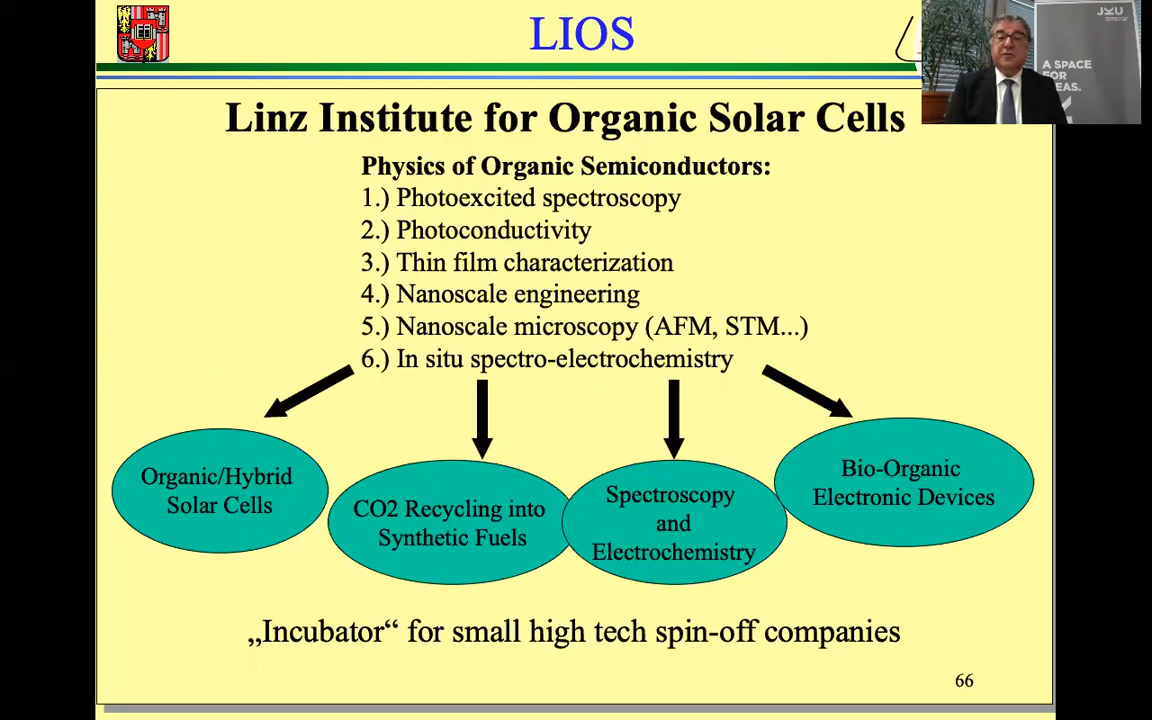 LIOS
JKU
A SPACE
FOR
Linz Institute for Organic Solar Cells
Physics of Organic Semiconductors:
1.) Photoexcited spectroscopy
2.) Photoconductivity
3.) Thin film characterization
4.) Nanoscale engineering
5.) Nanoscale microscopy (AFM, STM...)
6.) In situ spectro-electrochemistry
Organic/Hybrid
Solar Cells
CO2 Recycling into
Synthetic Fuels
Spectroscopy
and
Electrochemistry
Bio-Organic
Electronic Devices
„Incubator“ for small high tech spin-off companies
66